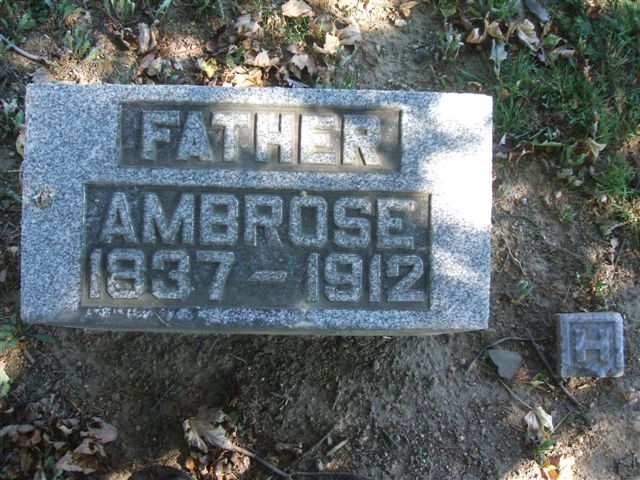 FATHER
AMBROSE
1837 – 1912
H